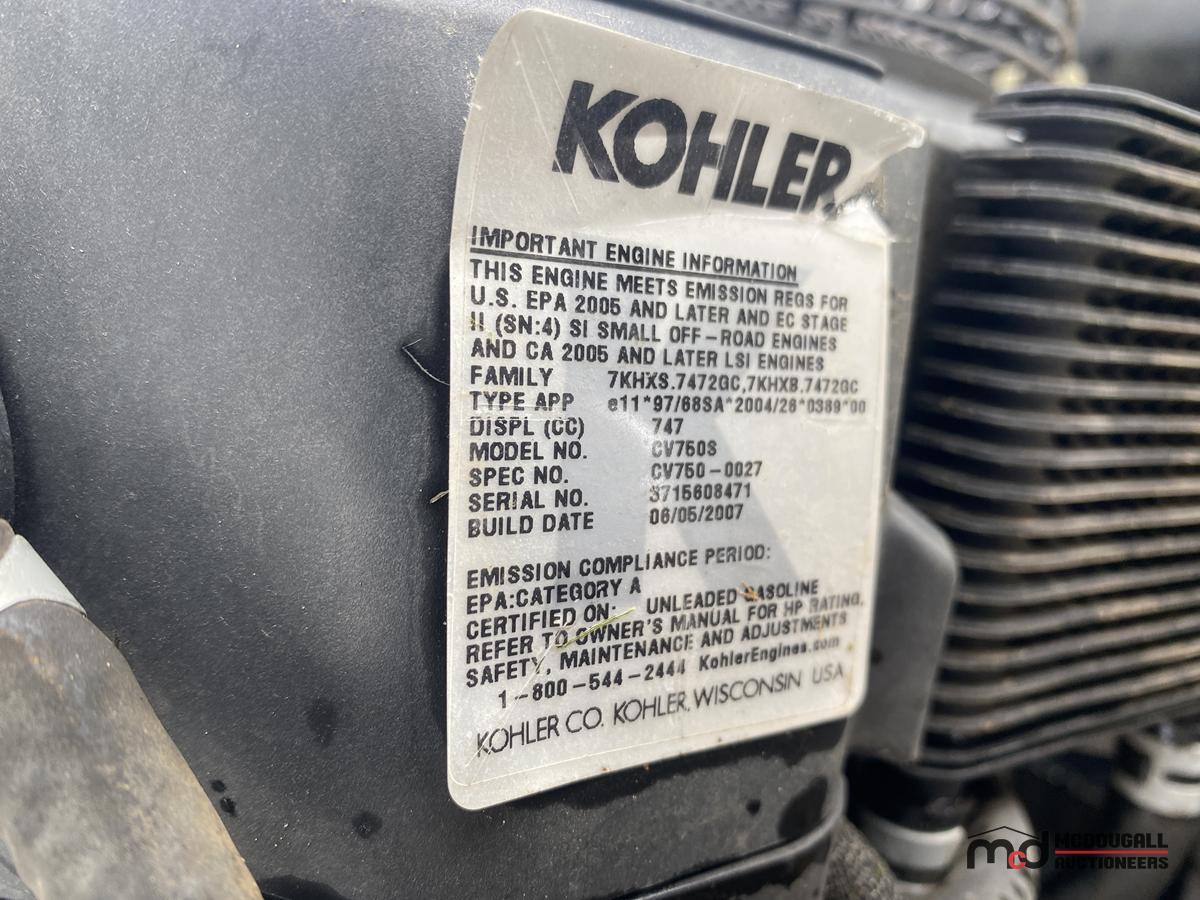 KOHLER
IMPORTANT ENGINE INFORMATION
THIS ENGINE MEETS EMISSION REGS FOR
U.S. EPA 2005 AND LATER AND EC STAGE
II (SN:4) SI SMALL OFF-ROAD ENGINES
AND CA 2005 AND LATER LSI ENGINES
FAMILY 7KHXS.7472GC,7KHXB.7472GC
TYPE APP e11*97/68SA*2004/26*0389*00
DISPL (CC) 747
MODEL NO. CV750S
SPEC NO. CV750-0027
SERIAL NO. 3715608471
BUILD DATE 06/05/2007
EMISSION COMPLIANCE PERIOD:
EPA:CATEGORY A
CERTIFIED ON: UNLEADED GASOLINE
REFER TO OWNER'S MANUAL FOR HP RATING,
SAFETY, MAINTENANCE AND ADJUSTMENTS
1-800-544-2444 KohlerEngines.com
KOHLER CO. KOHLER, WISCONSIN USA
mcd MCDOUGALL
AUCTIONEERS